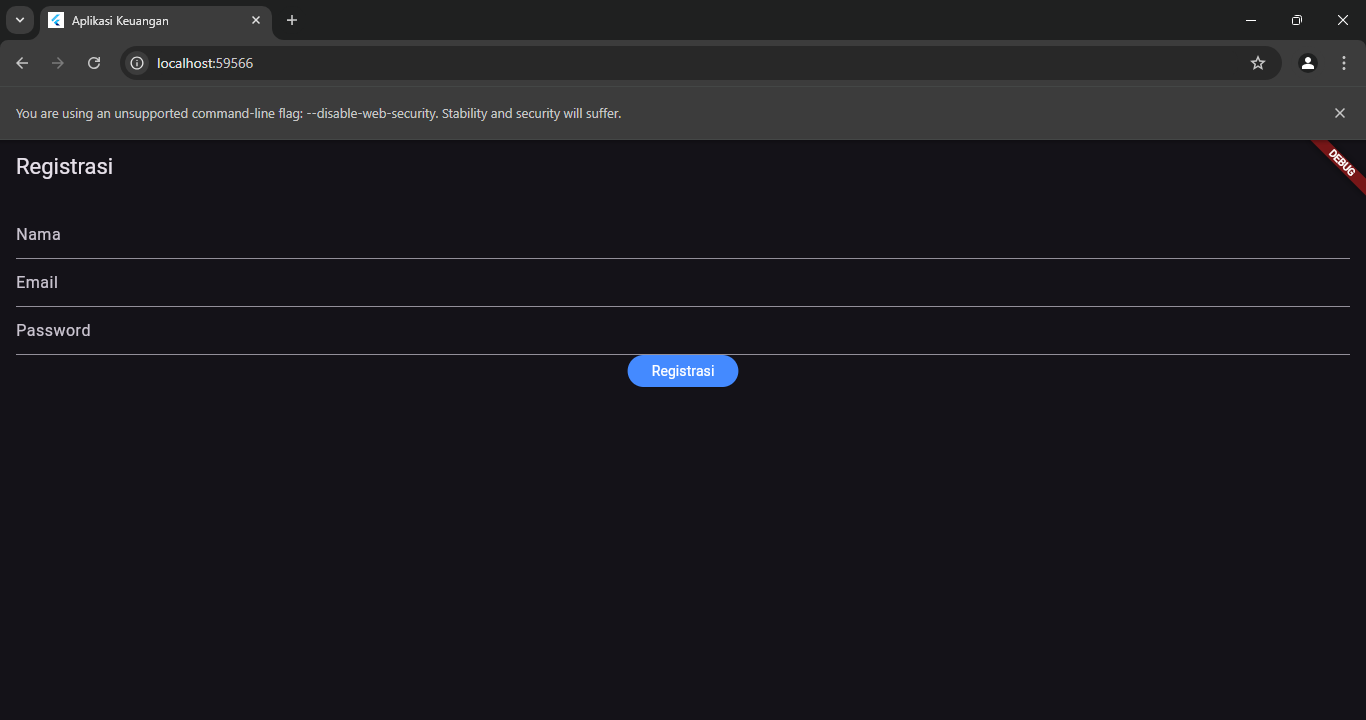 Aplikasi Keuangan
localhost:59566
You are using an unsupported command-line flag: --disable-web-security. Stability and security will suffer.
Registrasi
DEBUG
Nama
Email
Password
Registrasi